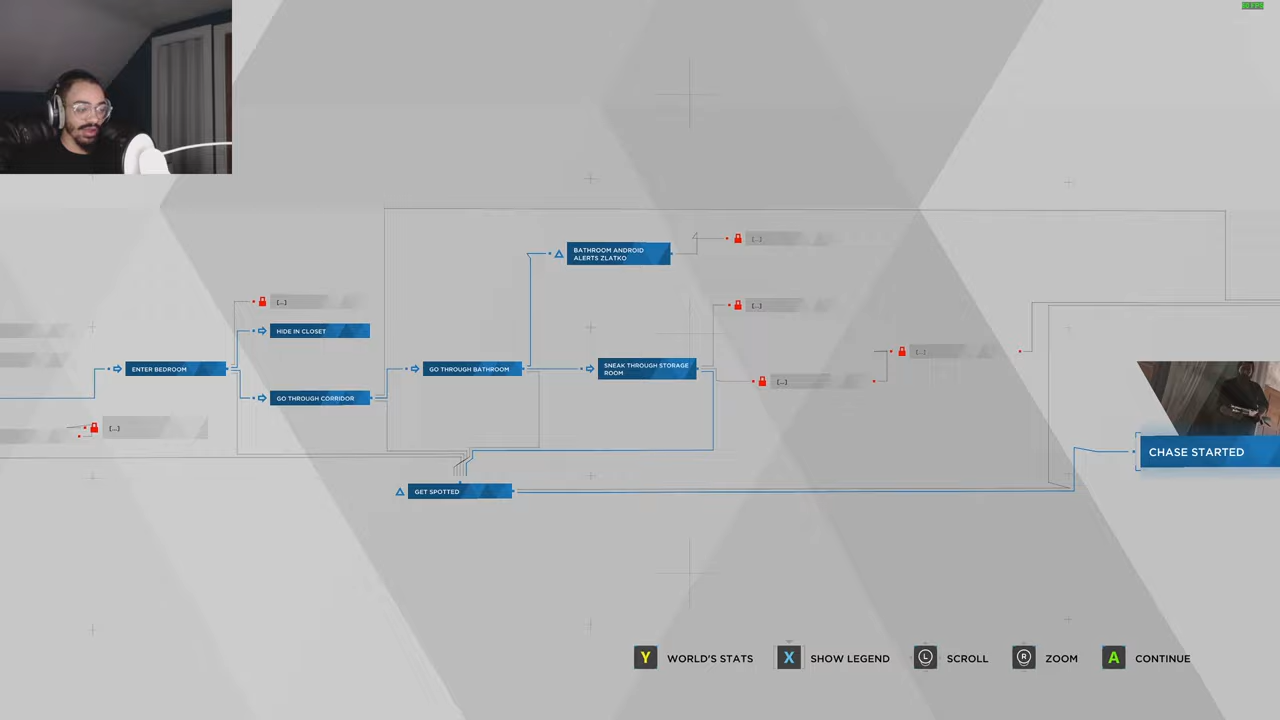 BATHROOM ANDROID
ALERTS ZLATKO
[...]
[...]
HIDE IN CLOSET
[...]
[...]
ENTER BEDROOM
GO THROUGH BATHROOM
SNEAK THROUGH STORAGE
ROOM
[...]
GO THROUGH CORRIDOR
[...]
CHASE STARTED
GET SPOTTED
Y WORLD'S STATS
X SHOW LEGEND
L SCROLL
R ZOOM
A CONTINUE